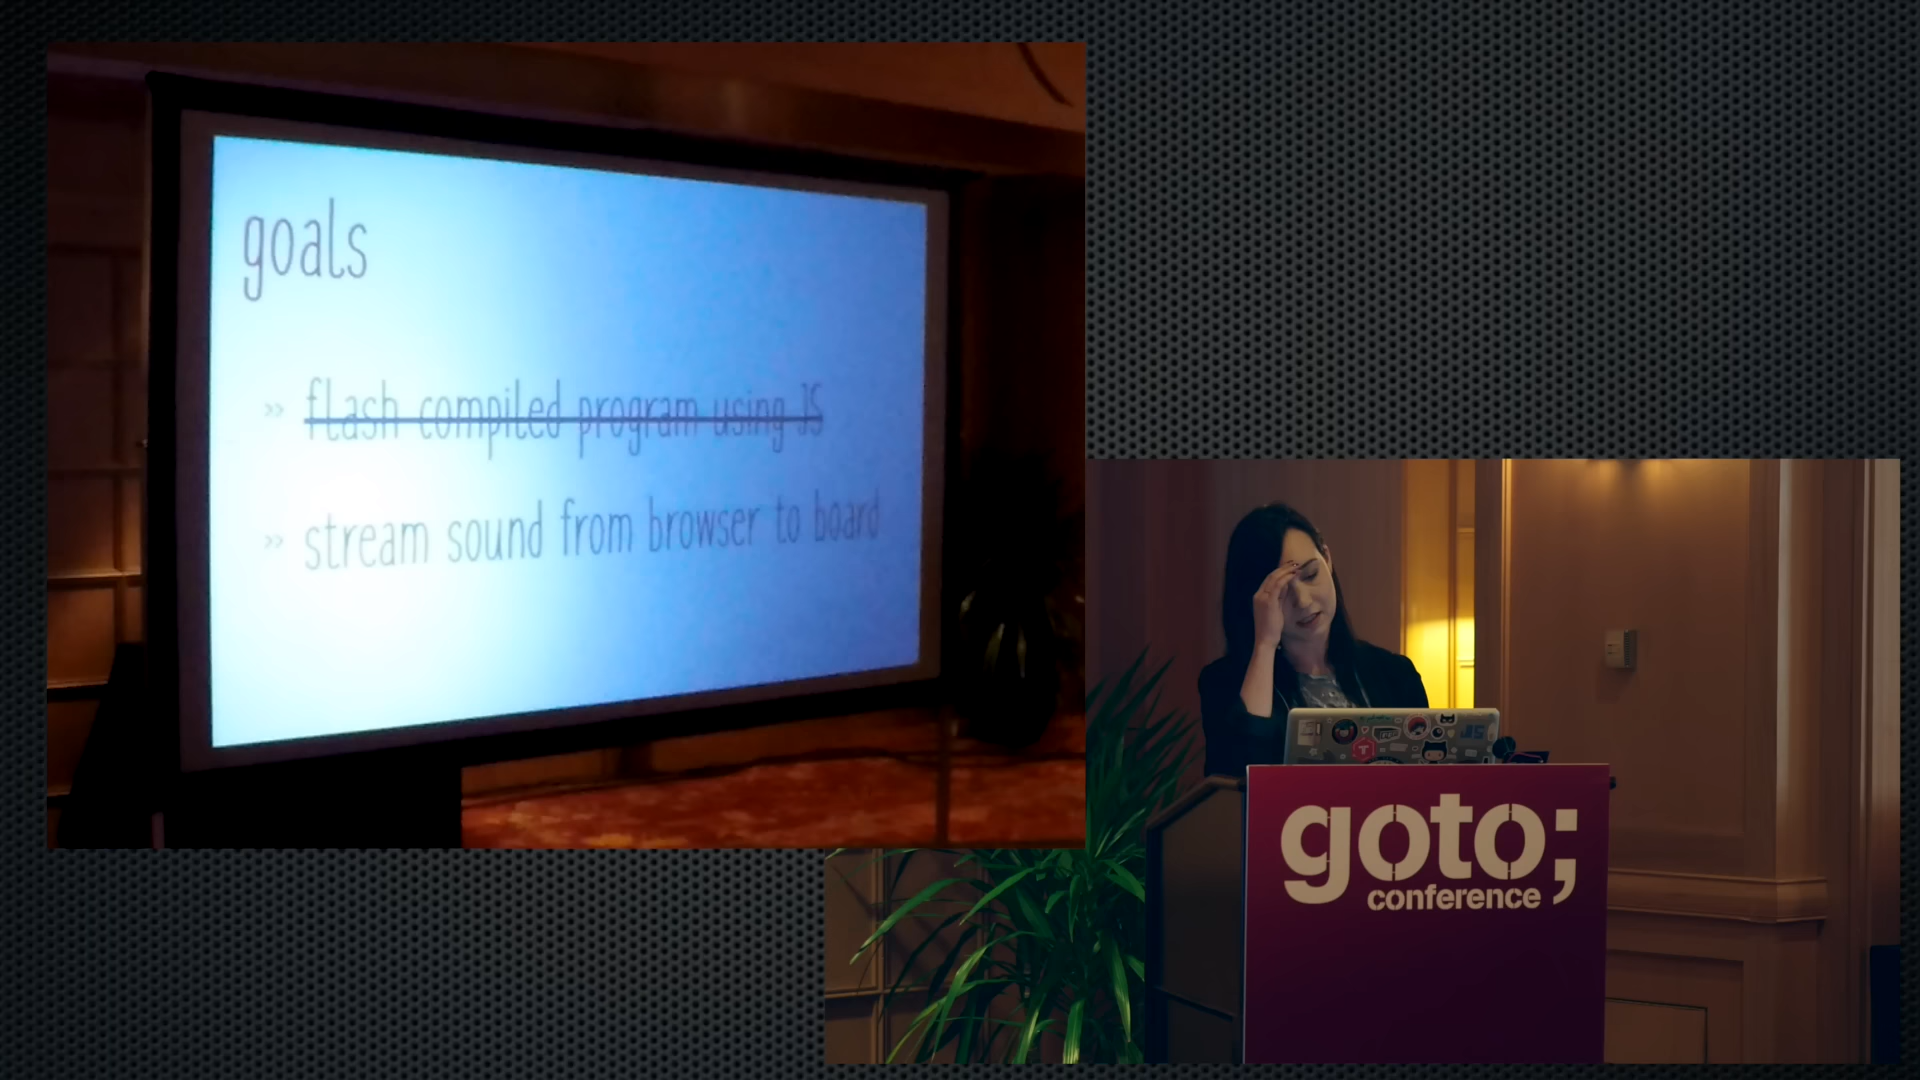 goals
» flash compiled program using JS
» stream sound from browser to board
goto;
conference